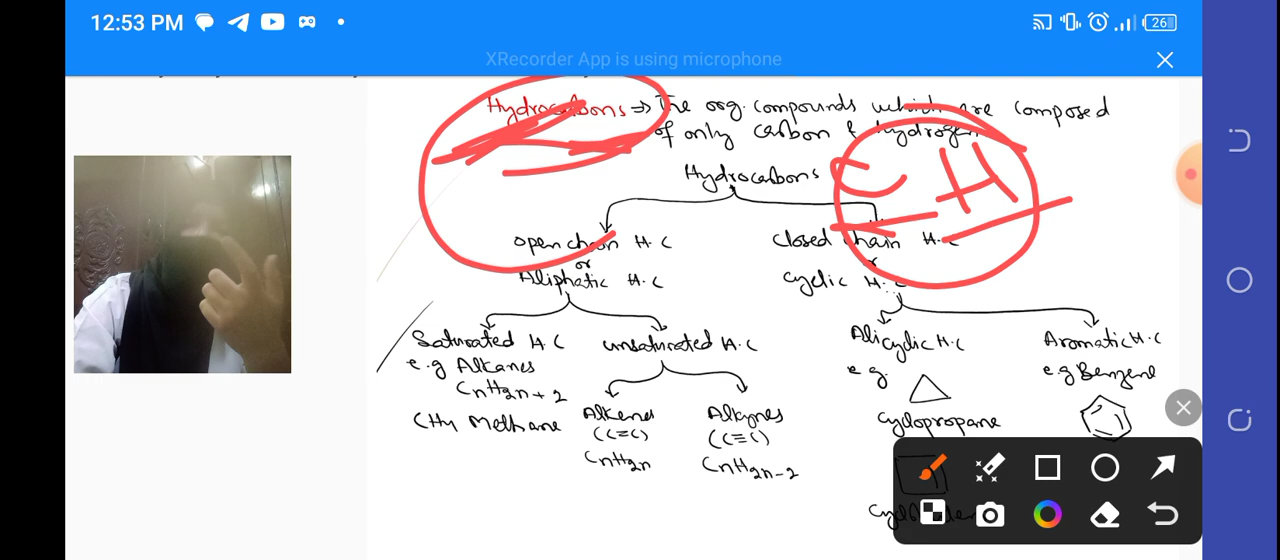 12:53 PM
26
XRecorder App is using microphone
Hydrocarbons ⇒ The org. compounds which are composed
of only carbon & hydrogen
C H
Hydrocarbons
open chain H.C
or
Aliphatic H.C
Closed chain H.C
or
Cyclic H.C
Saturated H.C
e.g Alkanes
CnH2n+2
CH4 Methane
unsaturated H.C
Alkenes
(C=C)
CnH2n
Alkynes
(C≡C)
CnH2n-2
Alicyclic H.C
e.g.
Cyclopropane
Aromatic H.C
e.g Benzene